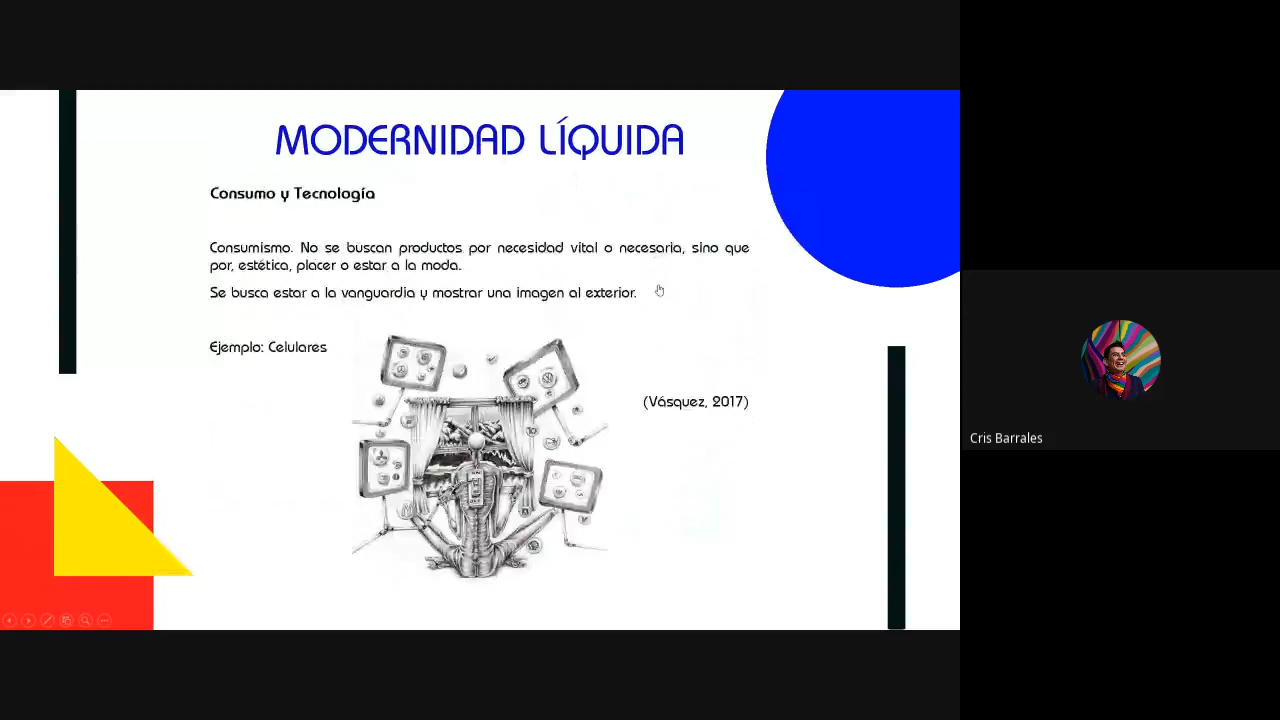 MODERNIDAD LÍQUIDA
Consumo y Tecnología
Consumismo. No se buscan productos por necesidad vital o necesaria, sino que
por, estética, placer o estar a la moda.
Se busca estar a la vanguardia y mostrar una imagen al exterior.
Ejemplo: Celulares
(Vásquez, 2017)
Cris Barrales